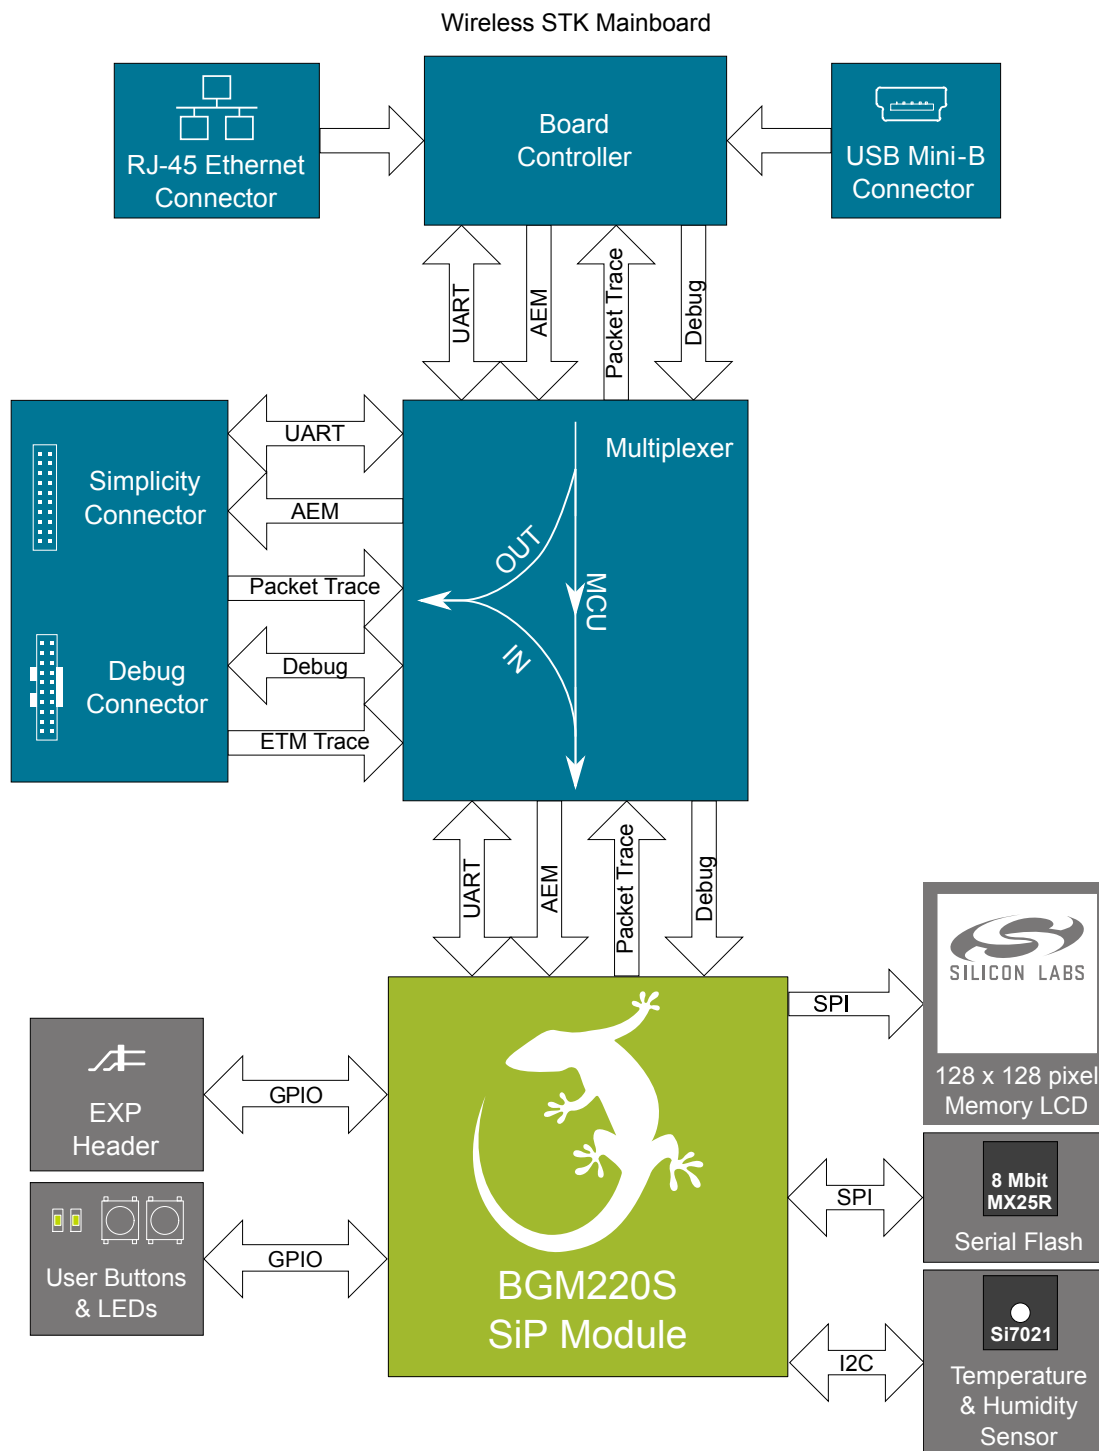 Wireless STK Mainboard
RJ-45 Ethernet
Connector
Board
Controller
USB Mini-B
Connector
UART
AEM
Packet Trace
Debug
Simplicity
Connector
Debug
Connector
UART
AEM
Packet Trace
Debug
ETM Trace
Multiplexer
OUT
MCU
IN
UART
AEM
Packet Trace
Debug
EXP
Header
GPIO
User Buttons
& LEDs
GPIO
BGM220S
SiP Module
SPI
SILICON LABS
128 x 128 pixel
Memory LCD
SPI
8 Mbit
MX25R
Serial Flash
I2C
Si7021
Temperature
& Humidity
Sensor